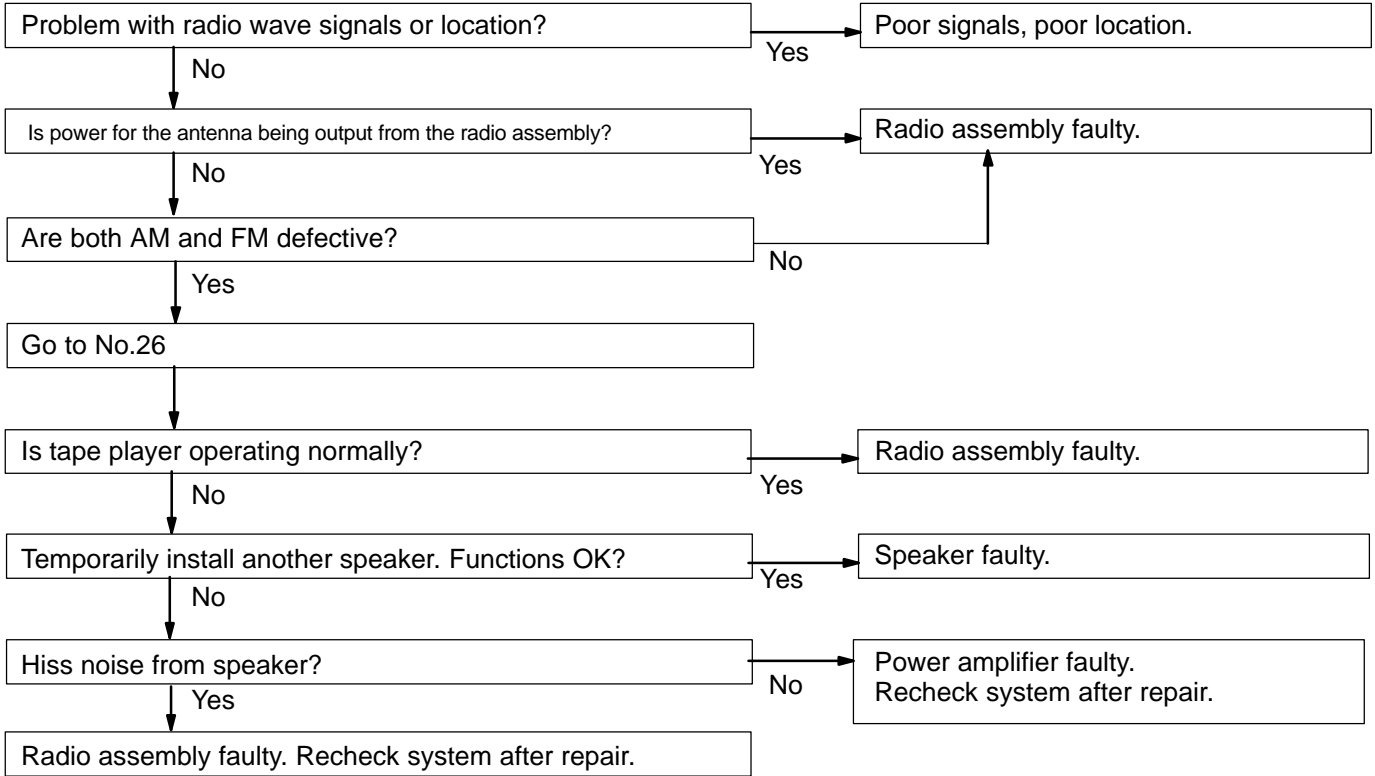 Problem with radio wave signals or location?
Yes
Poor signals, poor location.
No
Is power for the antenna being output from the radio assembly?
Yes
Radio assembly faulty.
No
Are both AM and FM defective?
No
Yes
Go to No.26
Is tape player operating normally?
Yes
Radio assembly faulty.
No
Temporarily install another speaker. Functions OK?
Yes
Speaker faulty.
No
Hiss noise from speaker?
No
Power amplifier faulty.
Recheck system after repair.
Yes
Radio assembly faulty. Recheck system after repair.